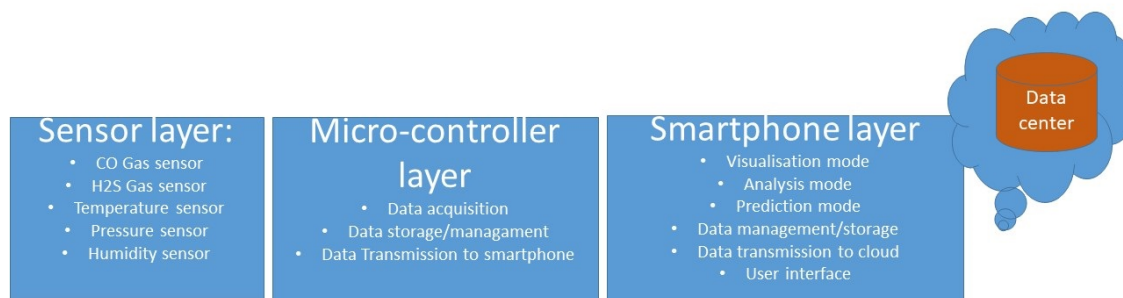 Sensor layer:
• CO Gas sensor
• H2S Gas sensor
• Temperature sensor
• Pressure sensor
• Humidity sensor
Micro-controller
layer
• Data acquisition
• Data storage/managament
• Data Transmission to smartphone
Smartphone layer
• Visualisation mode
• Analysis mode
• Prediction mode
• Data management/storage
• Data transmission to cloud
• User interface
Data
center